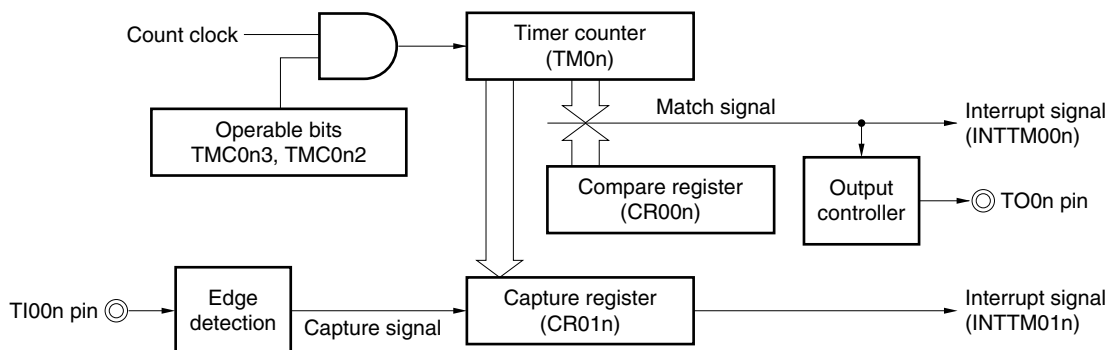 Count clock
Timer counter
(TM0n)
Operable bits
TMC0n3, TMC0n2
Match signal
Interrupt signal
(INTTM00n)
Compare register
(CR00n)
Output
controller
TO0n pin
TI00n pin
Edge
detection
Capture signal
Capture register
(CR01n)
Interrupt signal
(INTTM01n)